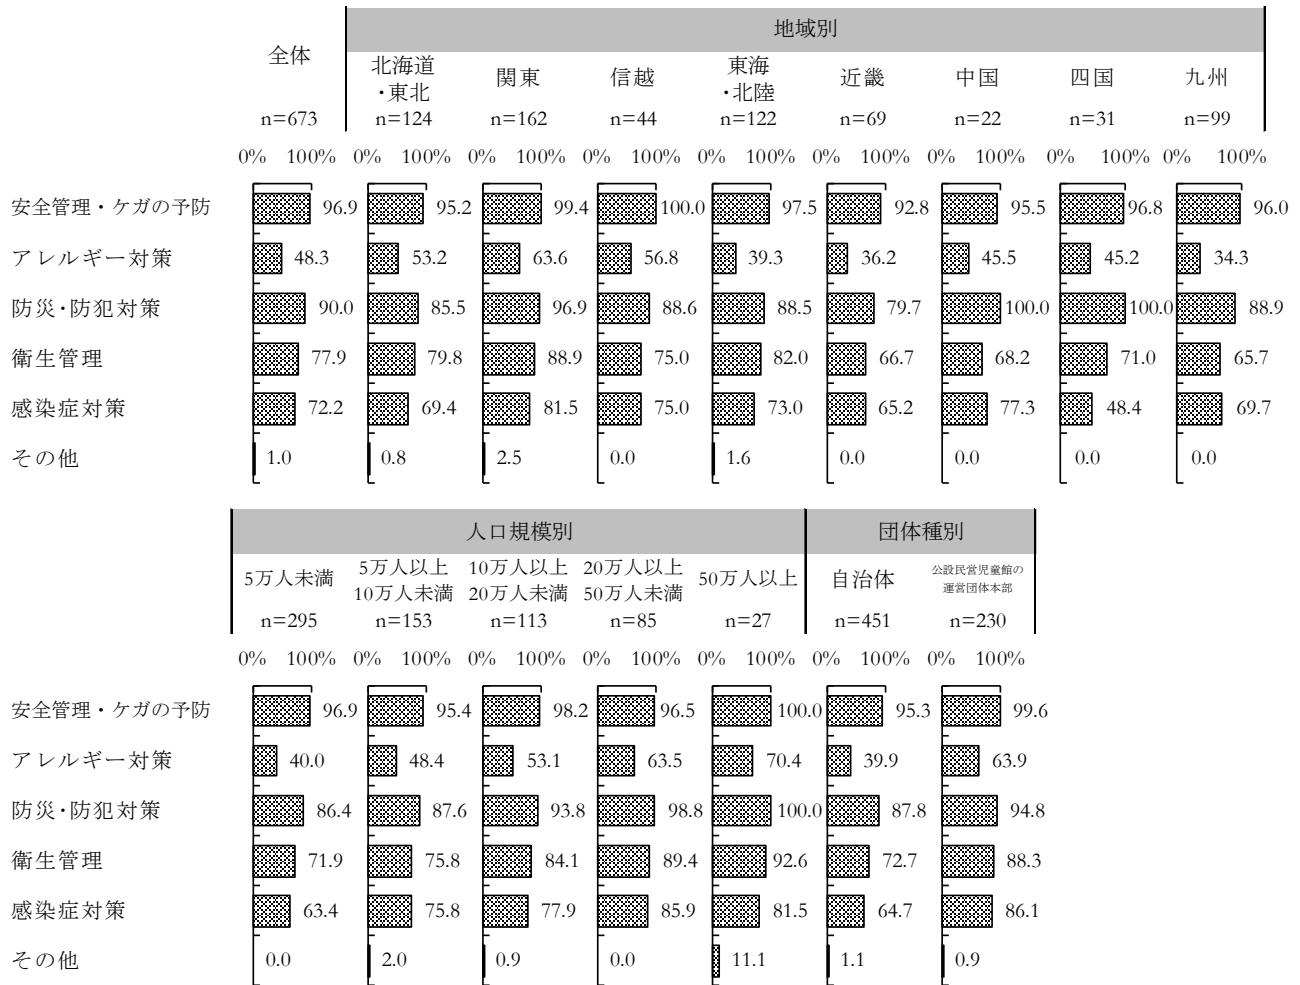 地域別
全体 北海道・東北 関東 信越 東海・北陸 近畿 中国 四国 九州
n=673 n=124 n=162 n=44 n=122 n=69 n=22 n=31 n=99
0% 100% 0% 100% 0% 100% 0% 100% 0% 100% 0% 100% 0% 100% 0% 100% 0% 100%
安全管理・ケガの予防 96.9 95.2 99.4 100.0 97.5 92.8 95.5 96.8 96.0
アレルギー対策 48.3 53.2 63.6 56.8 39.3 36.2 45.5 45.2 34.3
防災・防犯対策 90.0 85.5 96.9 88.6 88.5 79.7 100.0 100.0 88.9
衛生管理 77.9 79.8 88.9 75.0 82.0 66.7 68.2 71.0 65.7
感染症対策 72.2 69.4 81.5 75.0 73.0 65.2 77.3 48.4 69.7
その他 1.0 0.8 2.5 0.0 1.6 0.0 0.0 0.0 0.0
人口規模別 団体種別
5万人未満 5万人以上10万人未満 10万人以上20万人未満 20万人以上50万人未満 50万人以上 自治体 公設民営児童館の運営団体本部
n=295 n=153 n=113 n=85 n=27 n=451 n=230
0% 100% 0% 100% 0% 100% 0% 100% 0% 100% 0% 100% 0% 100%
安全管理・ケガの予防 96.9 95.4 98.2 96.5 100.0 95.3 99.6
アレルギー対策 40.0 48.4 53.1 63.5 70.4 39.9 63.9
防災・防犯対策 86.4 87.6 93.8 98.8 100.0 87.8 94.8
衛生管理 71.9 75.8 84.1 89.4 92.6 72.7 88.3
感染症対策 63.4 75.8 77.9 85.9 81.5 64.7 86.1
その他 0.0 2.0 0.9 0.0 11.1 1.1 0.9